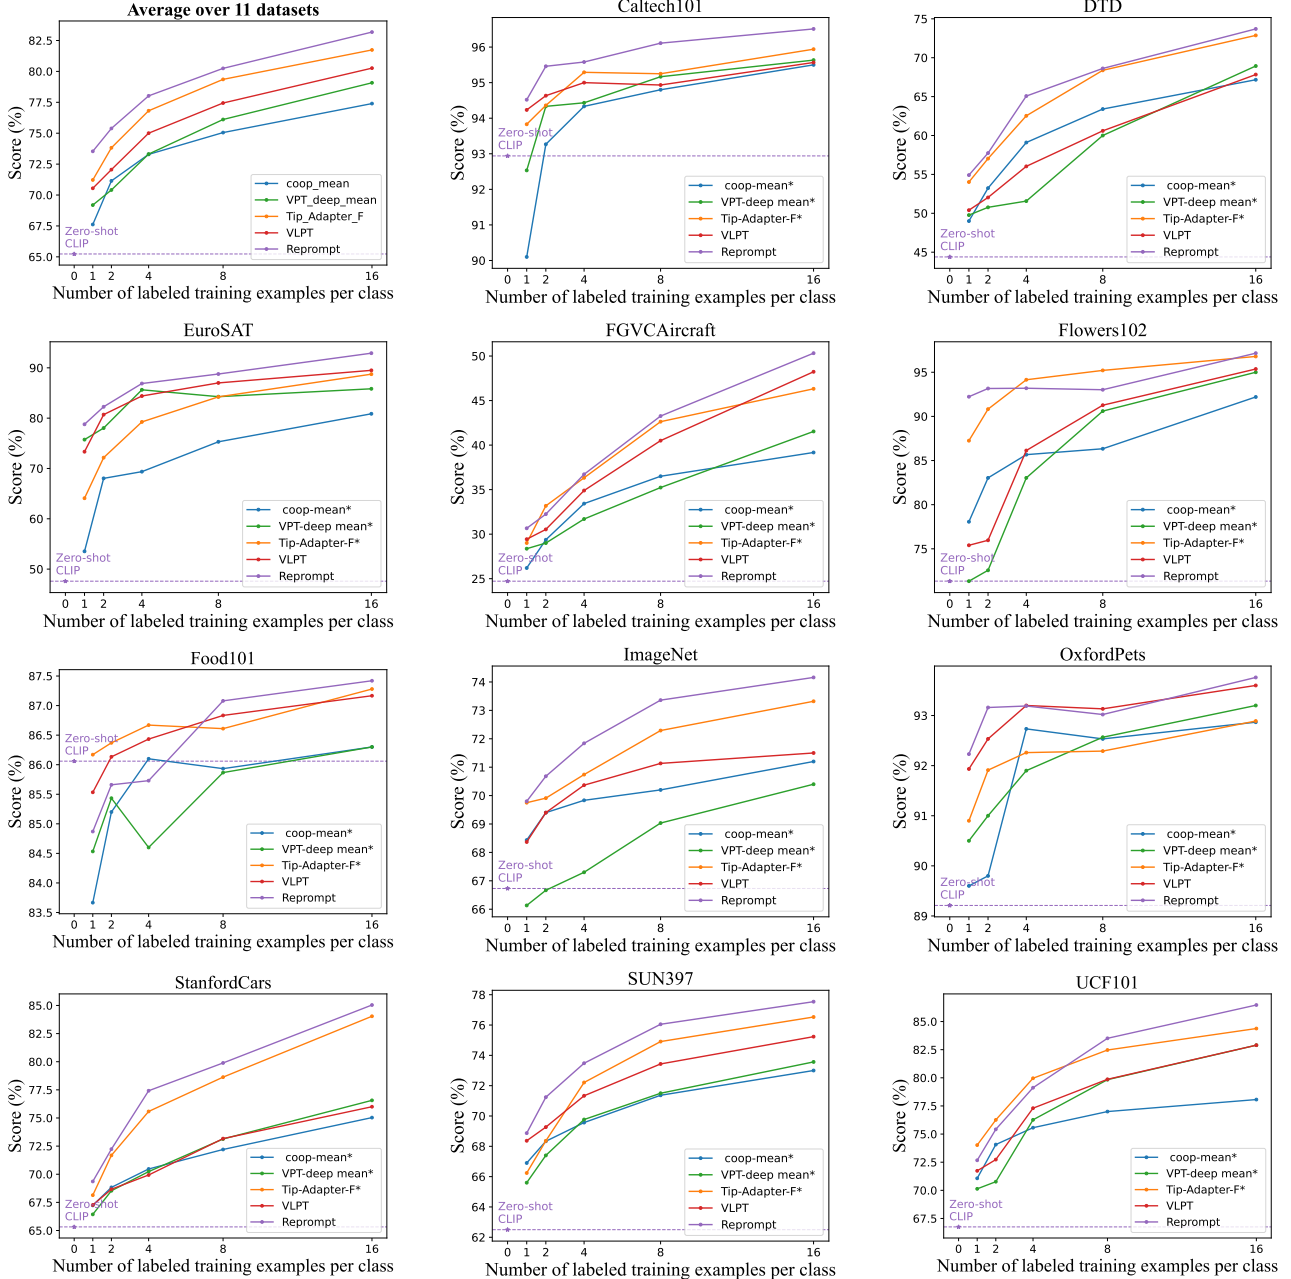 Average over 11 datasets
Score (%)
82.5
80.0
77.5
75.0
72.5
70.0
67.5
65.0
Zero-shot
CLIP
coop_mean
VPT_deep_mean
Tip_Adapter_F
VLPT
Reprompt
0 1 2 4 8 16
Number of labeled training examples per class
Caltech101
Score (%)
96
95
94
93
92
91
90
Zero-shot
CLIP
coop-mean*
VPT-deep mean*
Tip-Adapter-F*
VLPT
Reprompt
0 1 2 4 8 16
Number of labeled training examples per class
DTD
Score (%)
75
70
65
60
55
50
45
Zero-shot
CLIP
coop-mean*
VPT-deep mean*
Tip-Adapter-F*
VLPT
Reprompt
0 1 2 4 8 16
Number of labeled training examples per class
EuroSAT
Score (%)
90
80
70
60
50
Zero-shot
CLIP
coop-mean*
VPT-deep mean*
Tip-Adapter-F*
VLPT
Reprompt
0 1 2 4 8 16
Number of labeled training examples per class
FGVCAircraft
Score (%)
50
45
40
35
30
25
Zero-shot
CLIP
coop-mean*
VPT-deep mean*
Tip-Adapter-F*
VLPT
Reprompt
0 1 2 4 8 16
Number of labeled training examples per class
Flowers102
Score (%)
95
90
85
80
75
Zero-shot
CLIP
coop-mean*
VPT-deep mean*
Tip-Adapter-F*
VLPT
Reprompt
0 1 2 4 8 16
Number of labeled training examples per class
Food101
Score (%)
87.5
87.0
86.5
86.0
85.5
85.0
84.5
84.0
83.5
Zero-shot
CLIP
coop-mean*
VPT-deep mean*
Tip-Adapter-F*
VLPT
Reprompt
0 1 2 4 8 16
Number of labeled training examples per class
ImageNet
Score (%)
74
73
72
71
70
69
68
67
66
Zero-shot
CLIP
coop-mean*
VPT-deep mean*
Tip-Adapter-F*
VLPT
Reprompt
0 1 2 4 8 16
Number of labeled training examples per class
OxfordPets
Score (%)
93
92
91
90
89
Zero-shot
CLIP
coop-mean*
VPT-deep mean*
Tip-Adapter-F*
VLPT
Reprompt
0 1 2 4 8 16
Number of labeled training examples per class
StanfordCars
Score (%)
85.0
82.5
80.0
77.5
75.0
72.5
70.0
67.5
65.0
Zero-shot
CLIP
coop-mean*
VPT-deep mean*
Tip-Adapter-F*
VLPT
Reprompt
0 1 2 4 8 16
Number of labeled training examples per class
SUN397
Score (%)
78
76
74
72
70
68
66
64
62
Zero-shot
CLIP
coop-mean*
VPT-deep mean*
Tip-Adapter-F*
VLPT
Reprompt
0 1 2 4 8 16
Number of labeled training examples per class
UCF101
Score (%)
85.0
82.5
80.0
77.5
75.0
72.5
70.0
67.5
Zero-shot
CLIP
coop-mean*
VPT-deep mean*
Tip-Adapter-F*
VLPT
Reprompt
0 1 2 4 8 16
Number of labeled training examples per class